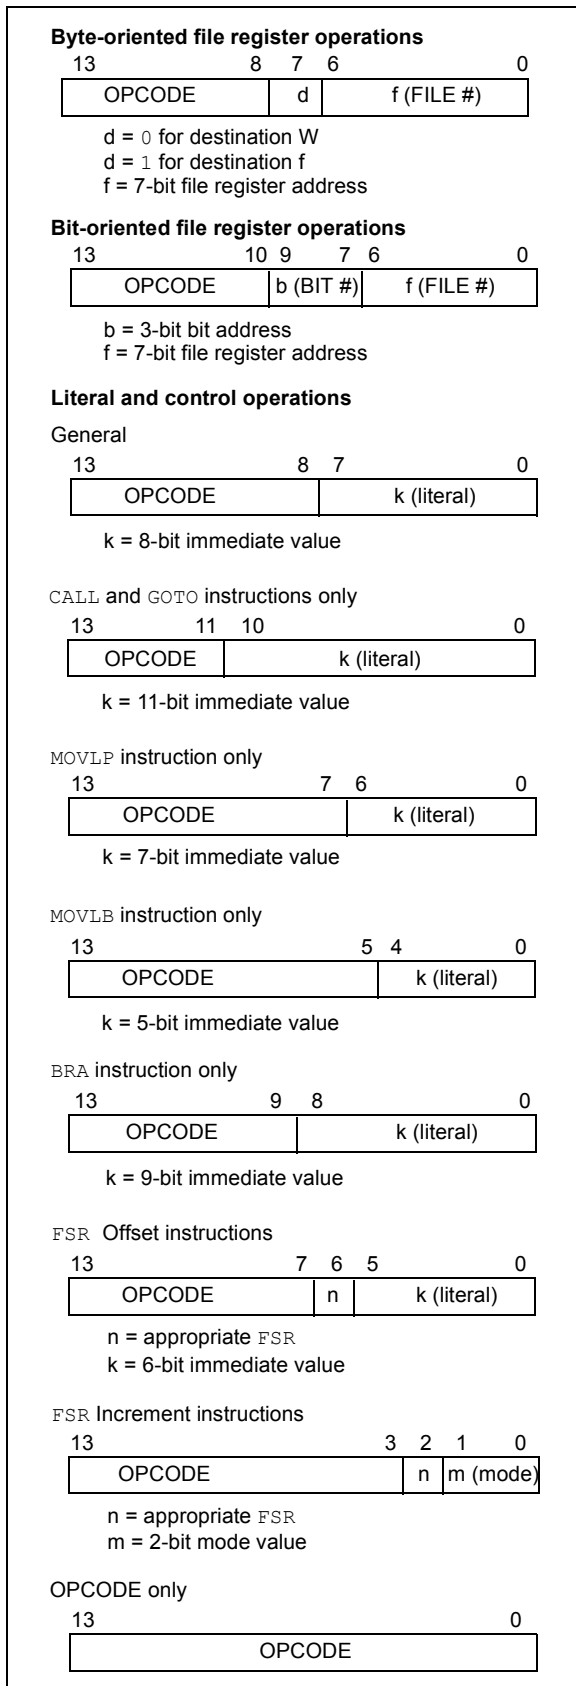 Byte-oriented file register operations
13 8 7 6 0
OPCODE d f (FILE #)
d = 0 for destination W
d = 1 for destination f
f = 7-bit file register address
Bit-oriented file register operations
13 10 9 7 6 0
OPCODE b (BIT #) f (FILE #)
b = 3-bit bit address
f = 7-bit file register address
Literal and control operations
General
13 8 7 0
OPCODE k (literal)
k = 8-bit immediate value
CALL and GOTO instructions only
13 11 10 0
OPCODE k (literal)
k = 11-bit immediate value
MOVLP instruction only
13 7 6 0
OPCODE k (literal)
k = 7-bit immediate value
MOVLB instruction only
13 5 4 0
OPCODE k (literal)
k = 5-bit immediate value
BRA instruction only
13 9 8 0
OPCODE k (literal)
k = 9-bit immediate value
FSR Offset instructions
13 7 6 5 0
OPCODE n k (literal)
n = appropriate FSR
k = 6-bit immediate value
FSR Increment instructions
13 3 2 1 0
OPCODE n m (mode)
n = appropriate FSR
m = 2-bit mode value
OPCODE only
13 0
OPCODE